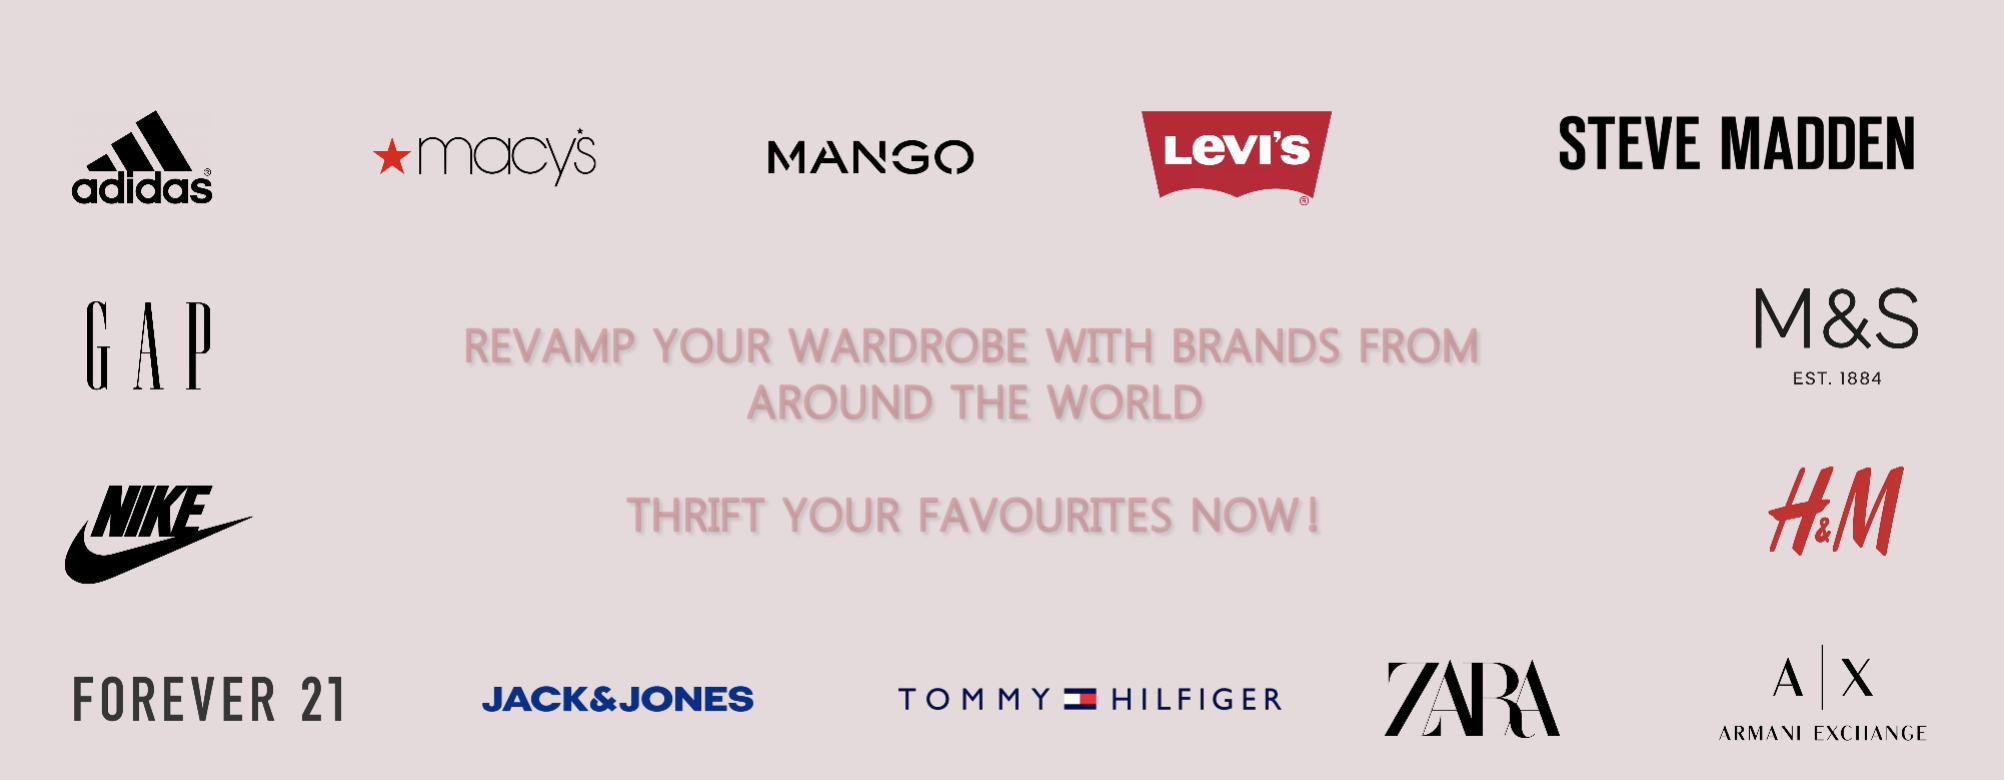 adidas®
macy's
MANGO
LEVI'S®
STEVE MADDEN
GAP
M&S
EST. 1884
REVAMP YOUR WARDROBE WITH BRANDS FROM
AROUND THE WORLD
NIKE
THRIFT YOUR FAVOURITES NOW!
H&M
FOREVER 21
JACK&JONES
TOMMY HILFIGER
ZARA
A|X
ARMANI EXCHANGE